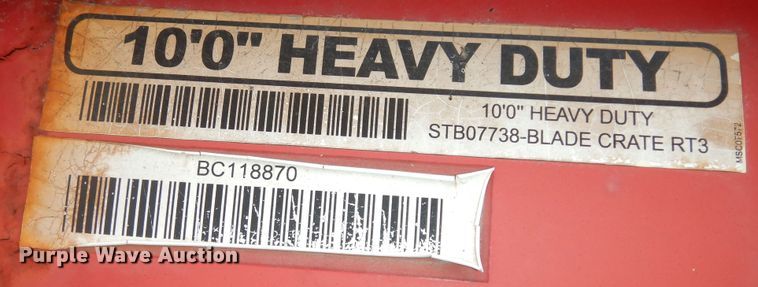 10'0" HEAVY DUTY
10'0" HEAVY DUTY
STB07738-BLADE CRATE RT3
MSC07572
BC118870
Purple Wave Auction